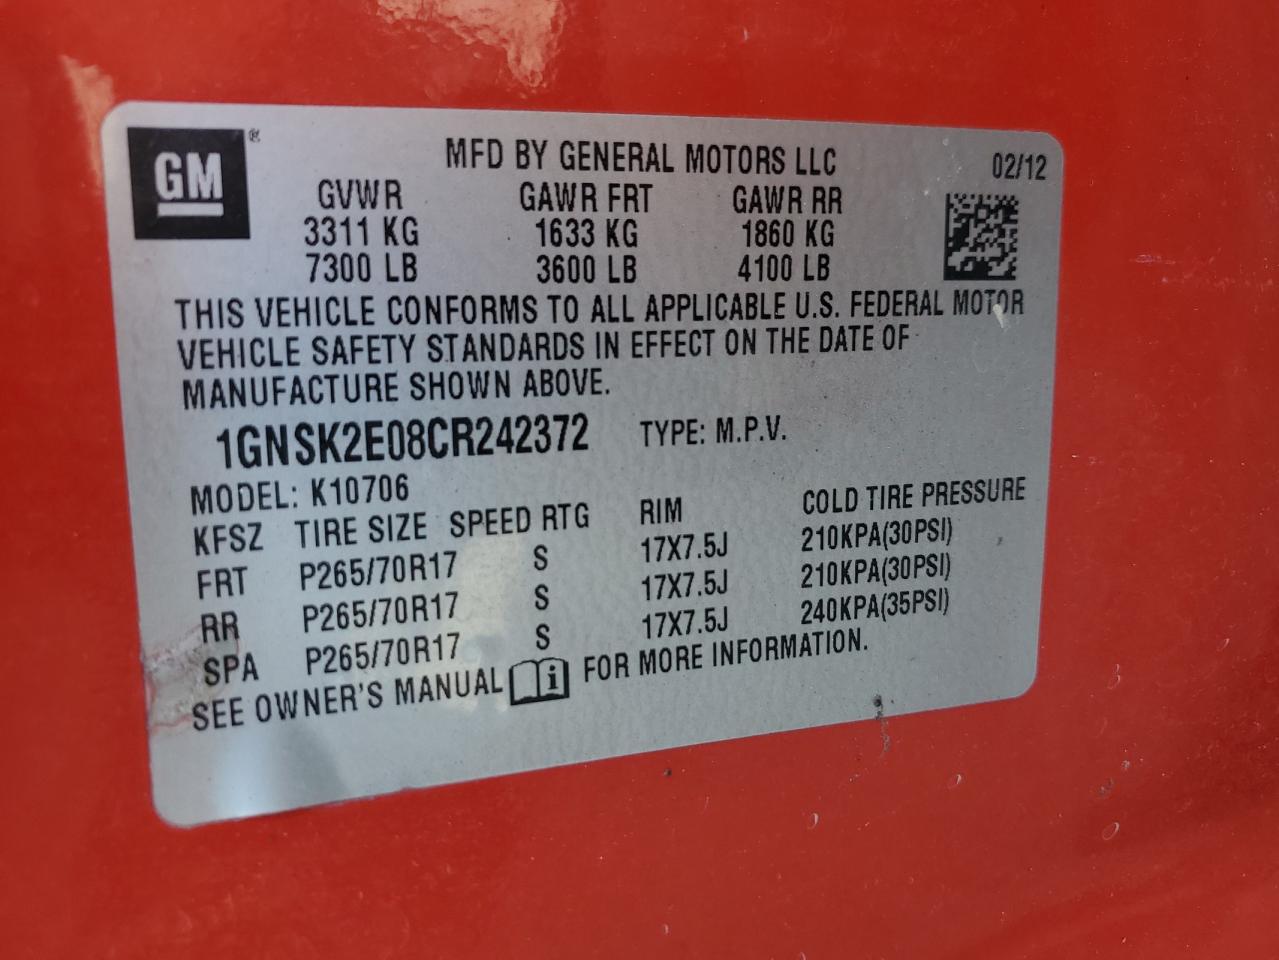 GM ®
MFD BY GENERAL MOTORS LLC 02/12
GVWR GAWR FRT GAWR RR
3311 KG 1633 KG 1860 KG
7300 LB 3600 LB 4100 LB
THIS VEHICLE CONFORMS TO ALL APPLICABLE U.S. FEDERAL MOTOR
VEHICLE SAFETY STANDARDS IN EFFECT ON THE DATE OF
MANUFACTURE SHOWN ABOVE.
1GNSK2E08CR242372 TYPE: M.P.V.
MODEL: K10706
KFSZ TIRE SIZE SPEED RTG RIM COLD TIRE PRESSURE
FRT P265/70R17 S 17X7.5J 210KPA(30PSI)
RR P265/70R17 S 17X7.5J 210KPA(30PSI)
SPA P265/70R17 S 17X7.5J 240KPA(35PSI)
SEE OWNER'S MANUAL i FOR MORE INFORMATION.